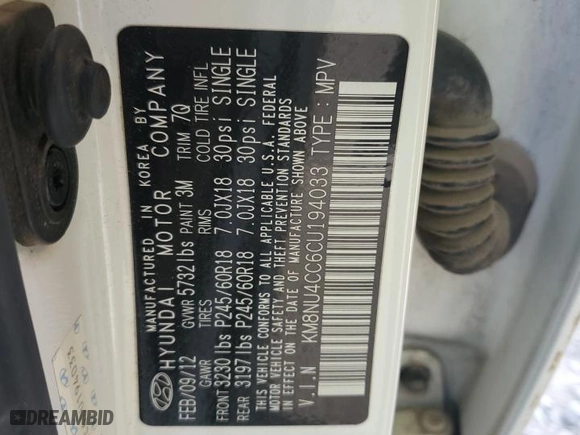 MANUFACTURED IN KOREA BY
HYUNDAI MOTOR COMPANY
FEB/09/12 GVWR 5732 lbs PAINT 3M TRIM 7Q
GAWR TIRES RIMS COLD TIRE INFL
FRONT 3230 lbs P245/60R18 7.0JX18 30psi SINGLE
REAR 3197 lbs P245/60R18 7.0JX18 30psi SINGLE
THIS VEHICLE CONFORMS TO ALL APPLICABLE U.S.A. FEDERAL
MOTOR VEHICLE SAFETY AND THEFT PREVENTION STANDARDS
IN EFFECT ON THE DATE OF MANUFACTURE SHOWN ABOVE
V.I.N KM8NU4CC6CU194033 TYPE : MPV
DREAMBID